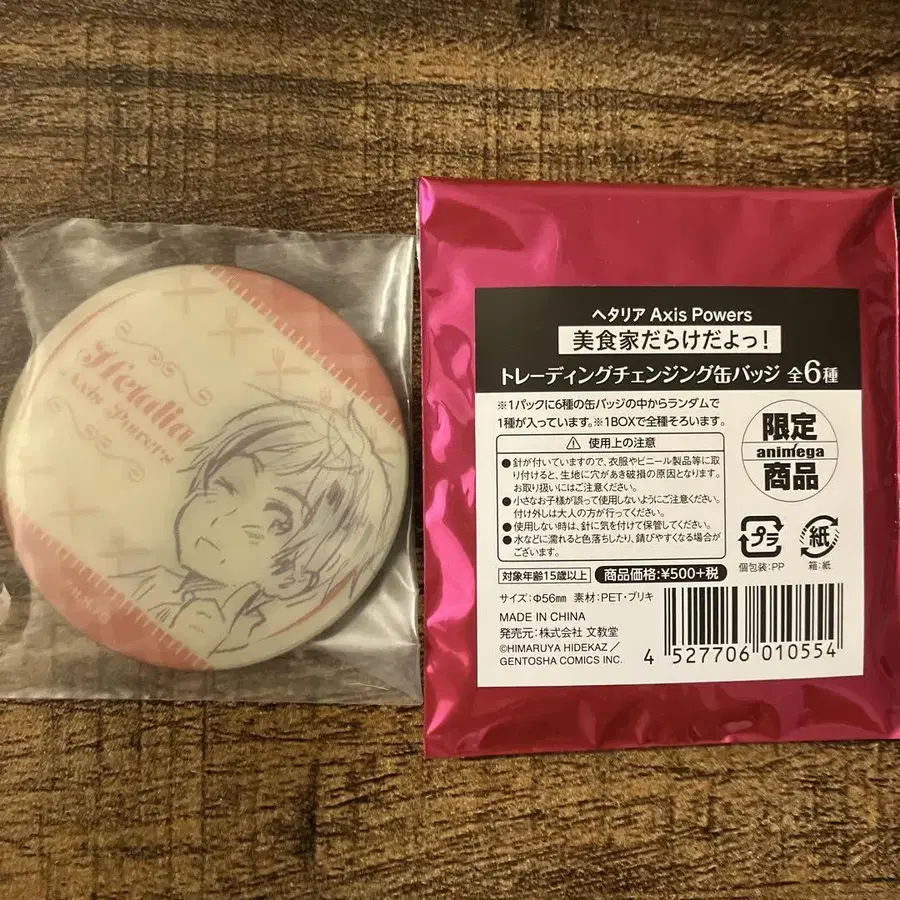 Hetalia
Axis Powers
ヘタリア Axis Powers
美食家だらけだよっ!
トレーディングチェンジング缶バッジ 全6種
※1パックに6種の缶バッジの中からランダムで
1種が入っています。※1BOXで全種そろいます。
使用上の注意
●針が付いていますので、衣服やビニール製品等に取
り付けると、生地に穴があき破損の原因となります。
お取り扱いにはご注意ください。
●小さなお子様が誤って使用しないようにご注意ください。
付け外しは大人の方が行ってください。
●使用しない時は、針に気を付けて保管してください。
●水などに濡れると色落ちしたり、錆びやすくなる場合が
ございます。
限定
animega
商品
プラ
個包装:PP
紙
箱:紙
対象年齢15歳以上
商品価格:¥500+税
サイズ:Φ56mm 素材:PET・ブリキ
MADE IN CHINA
発売元:株式会社 文教堂
©HIMARUYA HIDEKAZ/
GENTOSHA COMICS INC.
4 527706 010554